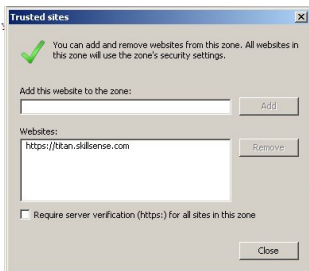 Trusted sites
You can add and remove websites from this zone. All websites in
this zone will use the zone's security settings.
Add this website to the zone:
Add
Websites:
https://titan.skillsense.com
Remove
Require server verification (https:) for all sites in this zone
Close